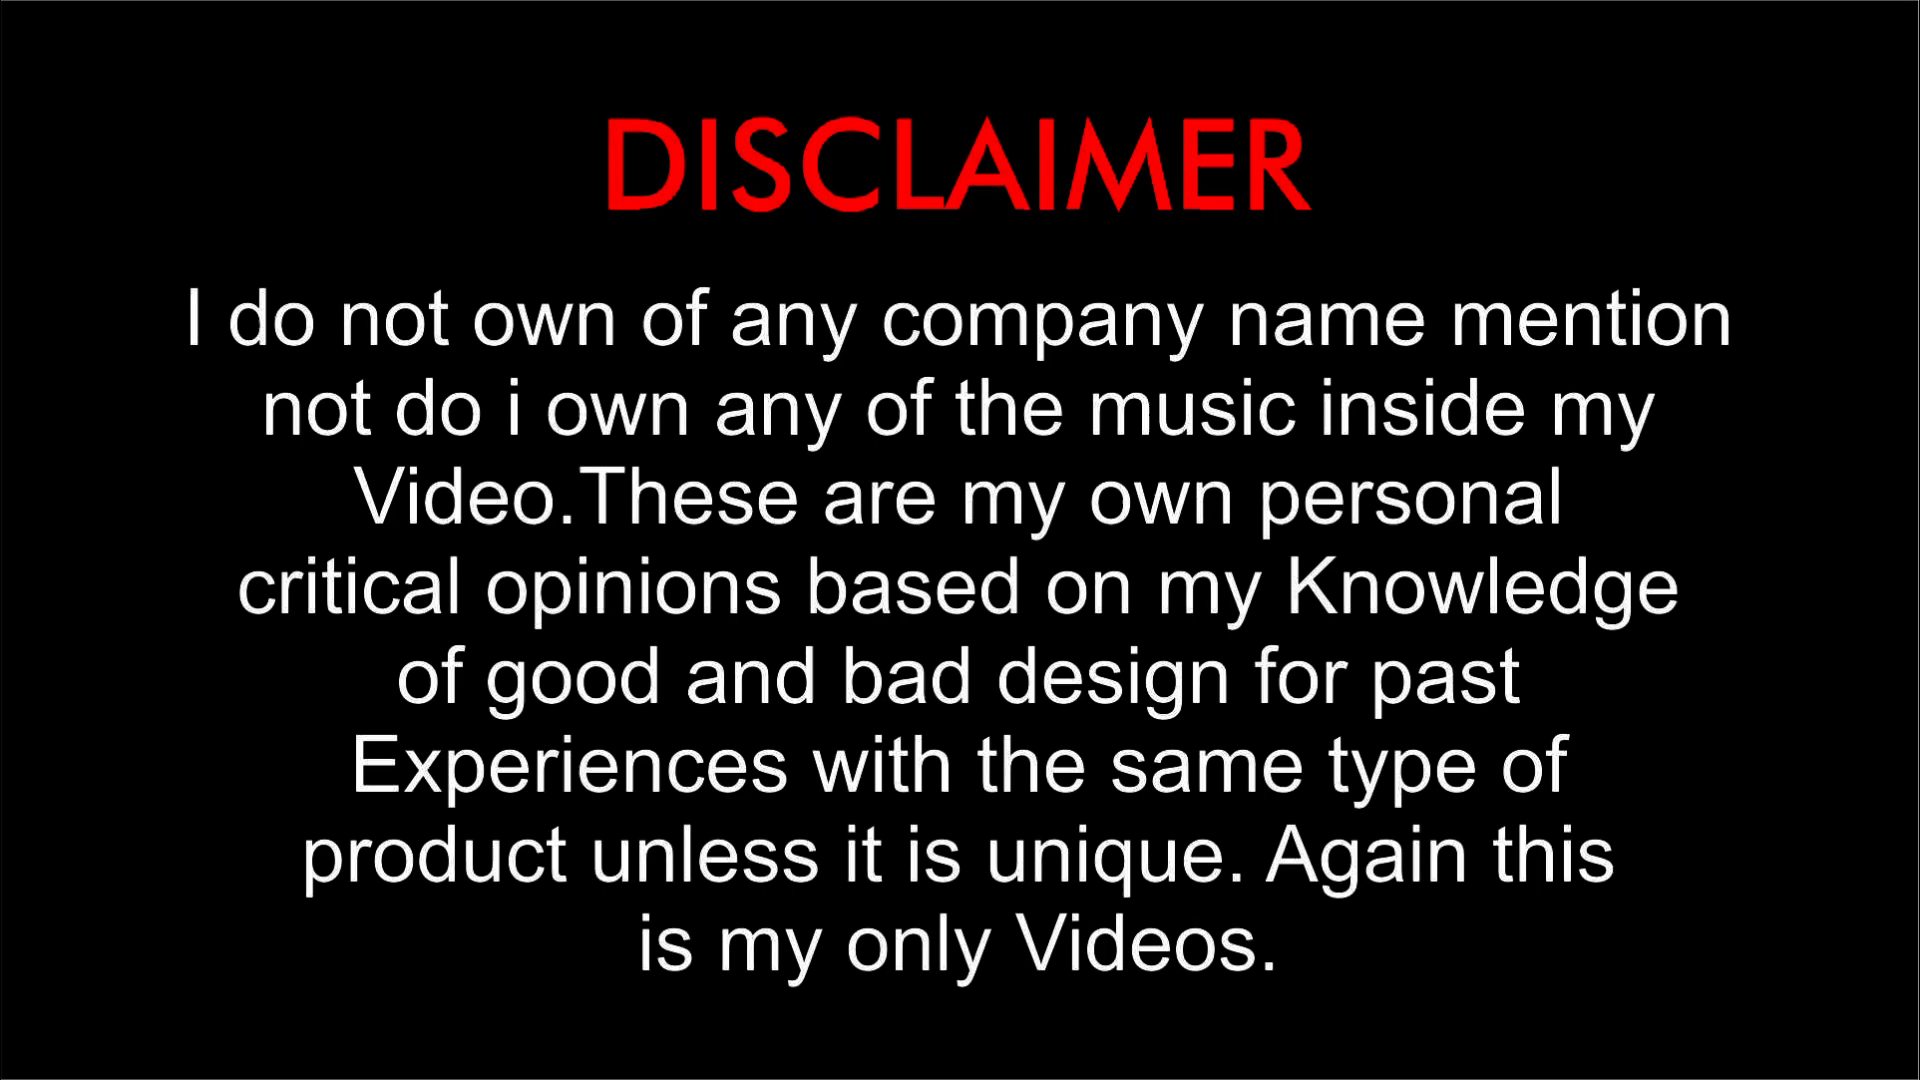 DISCLAIMER
I do not own of any company name mention
not do i own any of the music inside my
Video.These are my own personal
critical opinions based on my Knowledge
of good and bad design for past
Experiences with the same type of
product unless it is unique. Again this
is my only Videos.